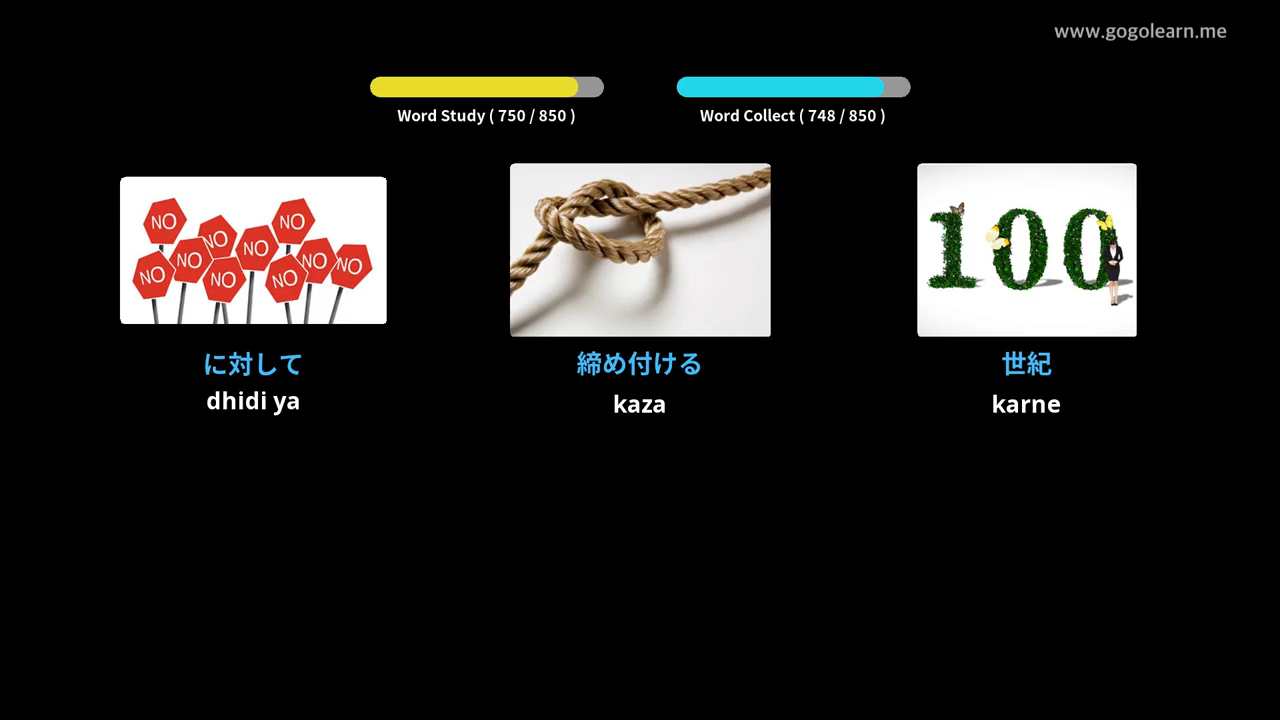 www.gogolearn.me
Word Study ( 750 / 850 )
Word Collect ( 748 / 850 )
NO
NO
NO
NO
NO
NO
NO
NO
NO
NO
100
に対して
締め付ける
世紀
dhidi ya
kaza
karne